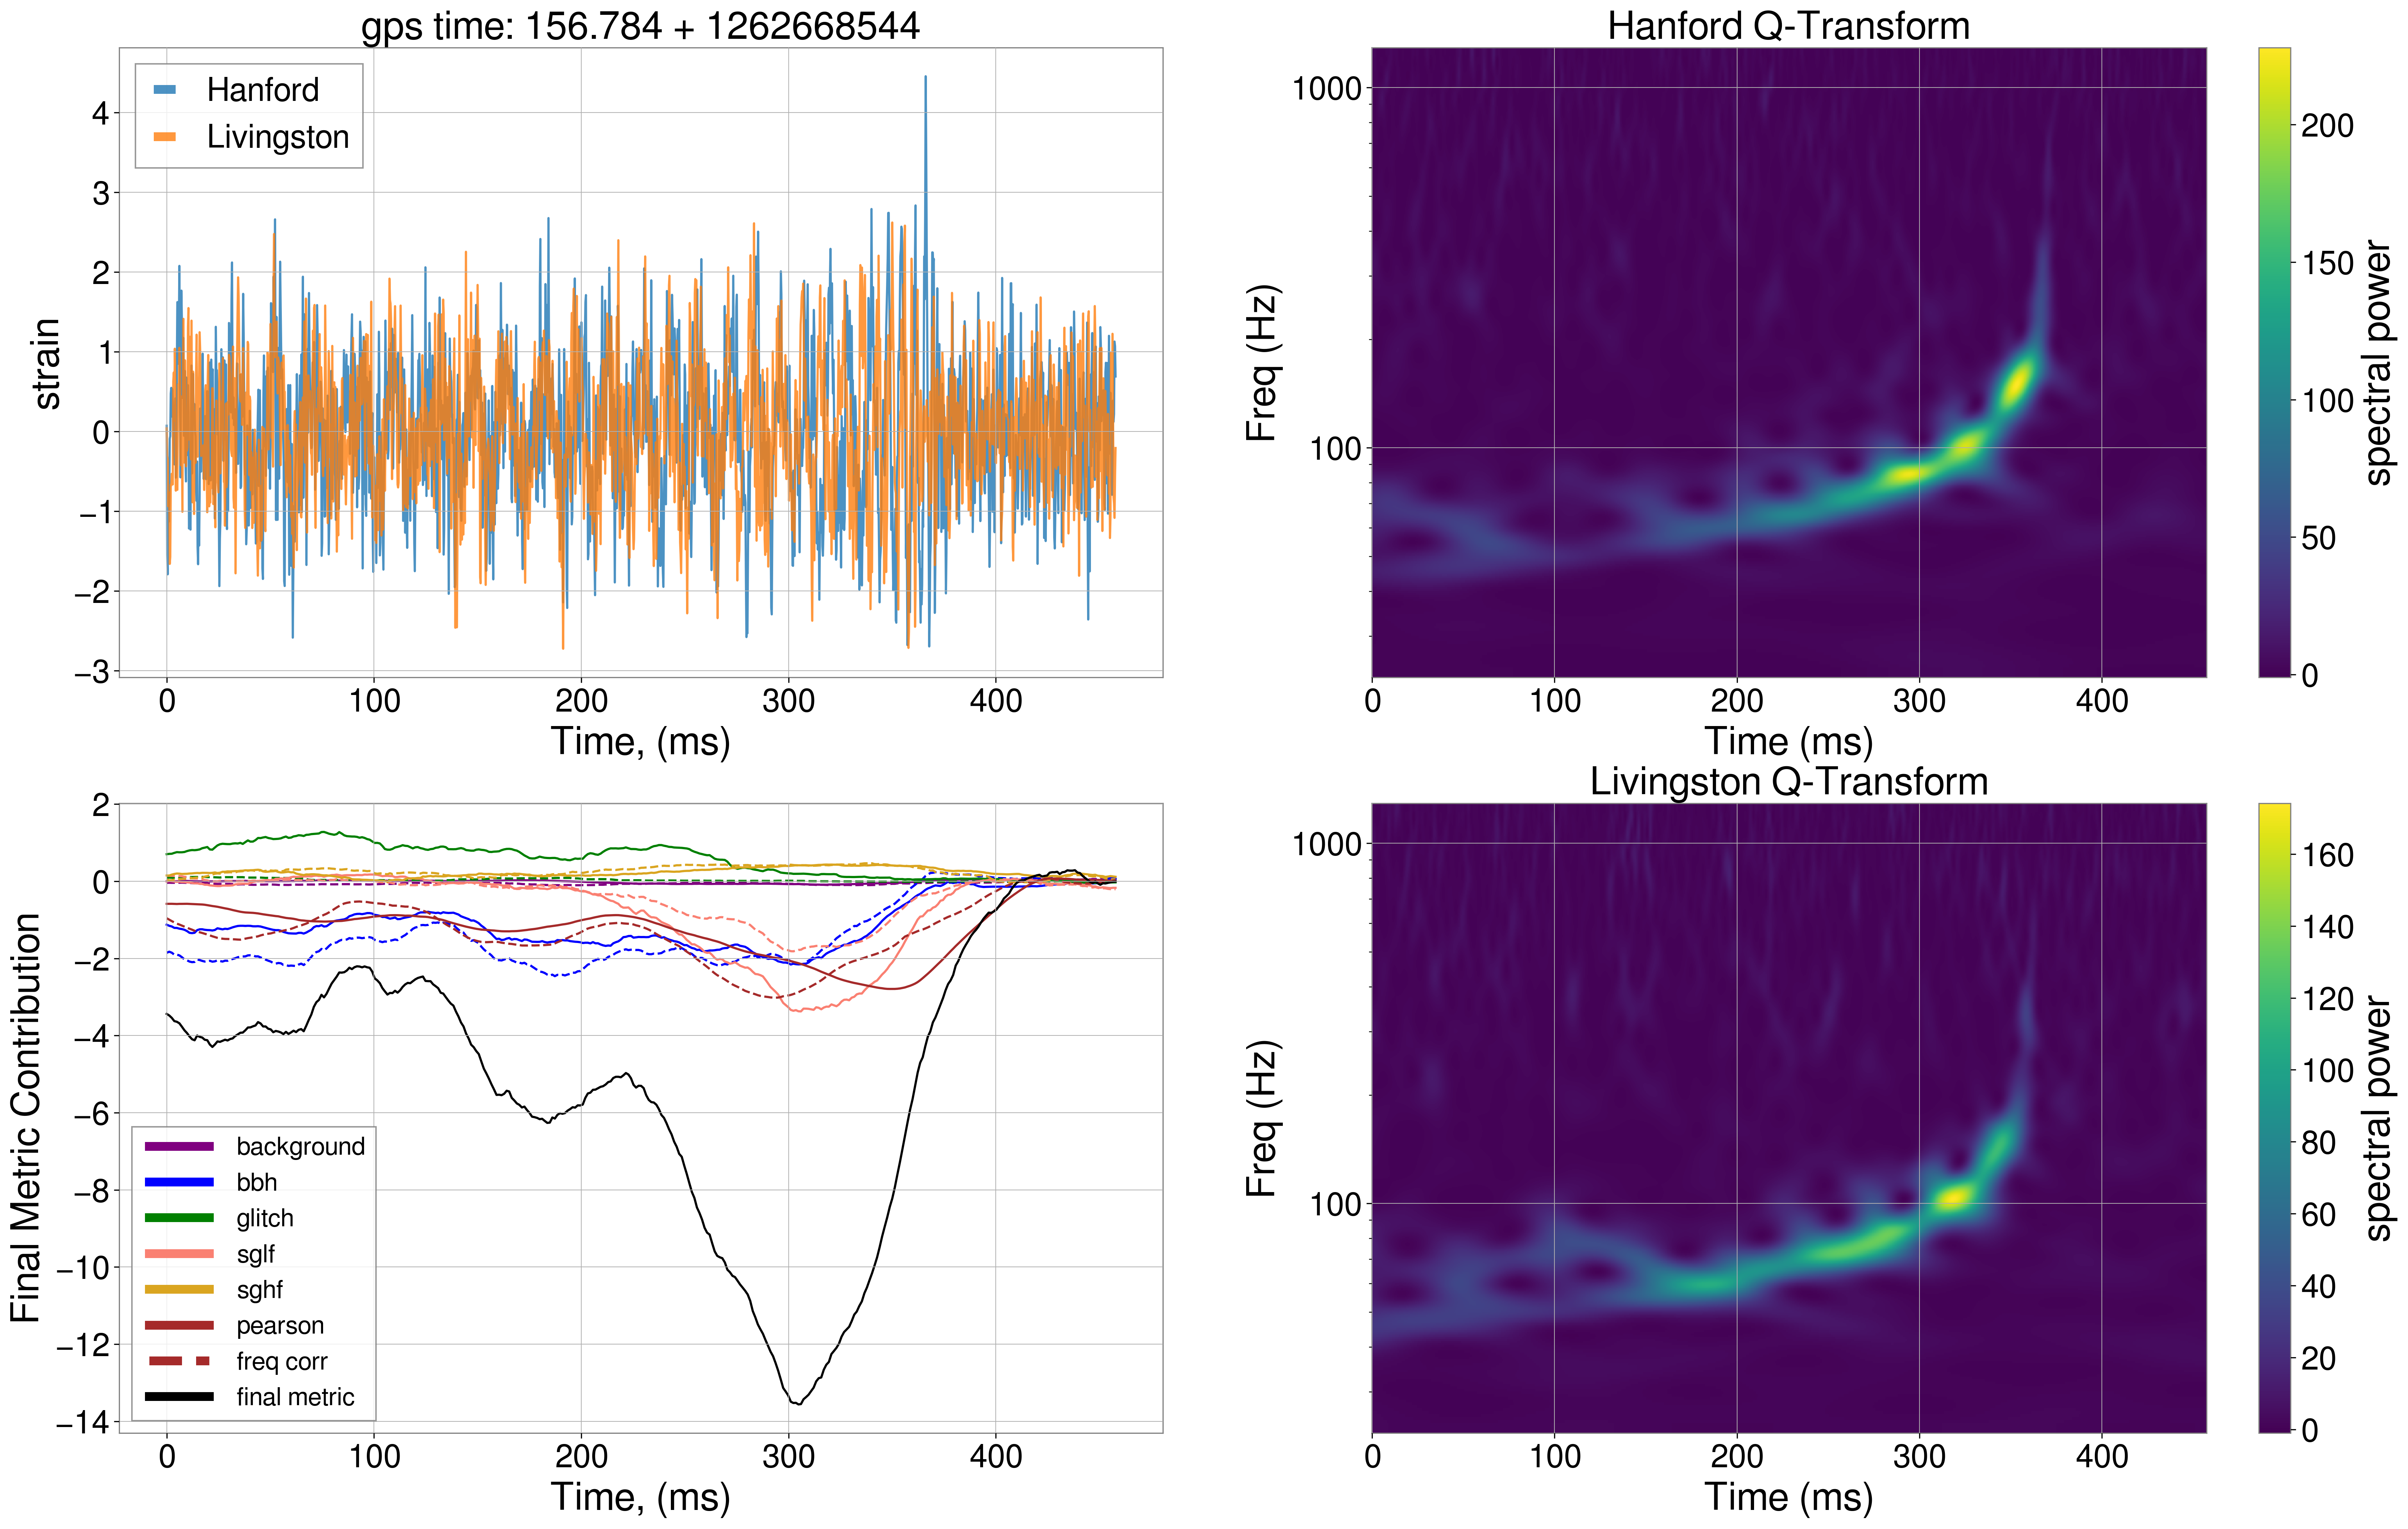 gps time: 156.784 + 1262668544
Hanford
Livingston
4
3
2
1
0
−1
−2
−3
strain
0 100 200 300 400
Time, (ms)
Hanford Q-Transform
1000
100
Freq (Hz)
0 100 200 300 400
Time (ms)
200
150
100
50
0
spectral power
2
0
−2
−4
−6
−8
−10
−12
−14
Final Metric Contribution
background
bbh
glitch
sglf
sghf
pearson
freq corr
final metric
0 100 200 300 400
Time, (ms)
Livingston Q-Transform
1000
100
Freq (Hz)
0 100 200 300 400
Time (ms)
160
140
120
100
80
60
40
20
0
spectral power